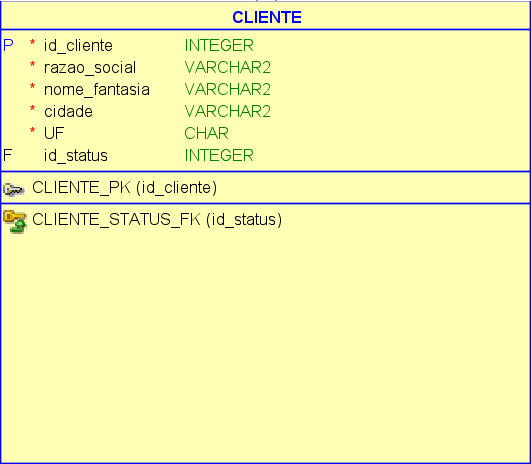 CLIENTE
P * id_cliente INTEGER
* razao_social VARCHAR2
* nome_fantasia VARCHAR2
* cidade VARCHAR2
* UF CHAR
F id_status INTEGER
CLIENTE_PK (id_cliente)
CLIENTE_STATUS_FK (id_status)